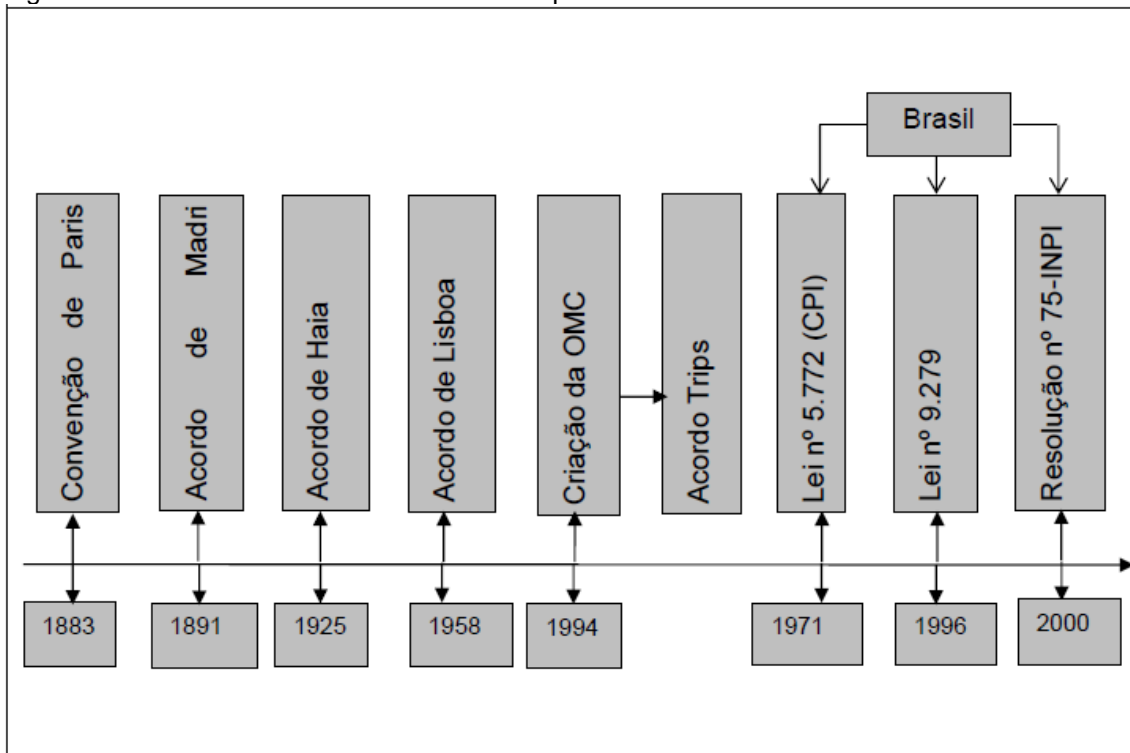 Brasil
Convenção de Paris
Acordo de Madri
Acordo de Haia
Acordo de Lisboa
Criação da OMC
Acordo Trips
Lei nº 5.772 (CPI)
Lei nº 9.279
Resolução nº 75-INPI
1883
1891
1925
1958
1994
1971
1996
2000